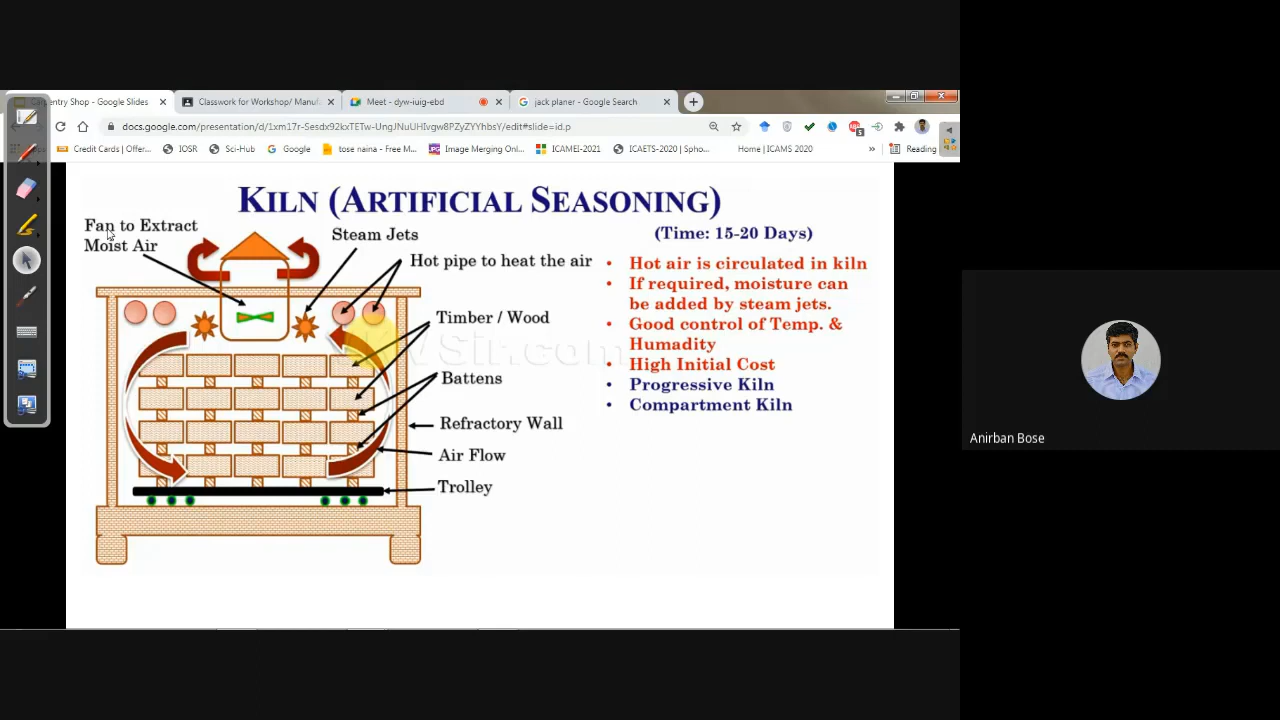 Carpentry Shop - Google Slides
Classwork for Workshop/ Manuf
Meet - dyw-iuig-ebd
jack planer - Google Search
docs.google.com/presentation/d/1xm17r-Sesdx92kxTETw-UngJNuUHIvgw8PZyZYYhbsY/edit#slide=id.p
Credit Cards | Offer...
IOSR
Sci-Hub
Google
tose naina - Free M...
Image Merging Onl...
ICAMEI-2021
ICAETS-2020 | Spho...
Home | ICAMS 2020
»
Reading
KILN (ARTIFICIAL SEASONING)
Fan to Extract
Moist Air
Steam Jets
Hot pipe to heat the air
Timber / Wood
Battens
Refractory Wall
Air Flow
Trolley
(Time: 15-20 Days)
• Hot air is circulated in kiln
• If required, moisture can
be added by steam jets.
• Good control of Temp. &
Humadity
• High Initial Cost
• Progressive Kiln
• Compartment Kiln
Anirban Bose